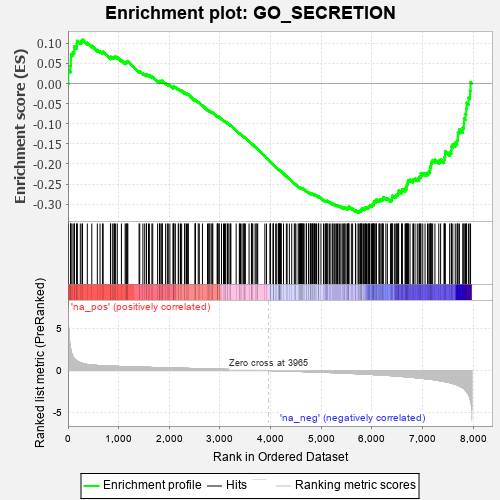 Enrichment plot: GO_SECRETION
Enrichment score (ES)
0.10
0.05
0.00
-0.05
-0.10
-0.15
-0.20
-0.25
-0.30
'na_pos' (positively correlated)
Ranked list metric (PreRanked)
5
0
-5
Zero cross at 3965
'na_neg' (negatively correlated)
0 1,000 2,000 3,000 4,000 5,000 6,000 7,000 8,000
Rank in Ordered Dataset
Enrichment profile Hits Ranking metric scores